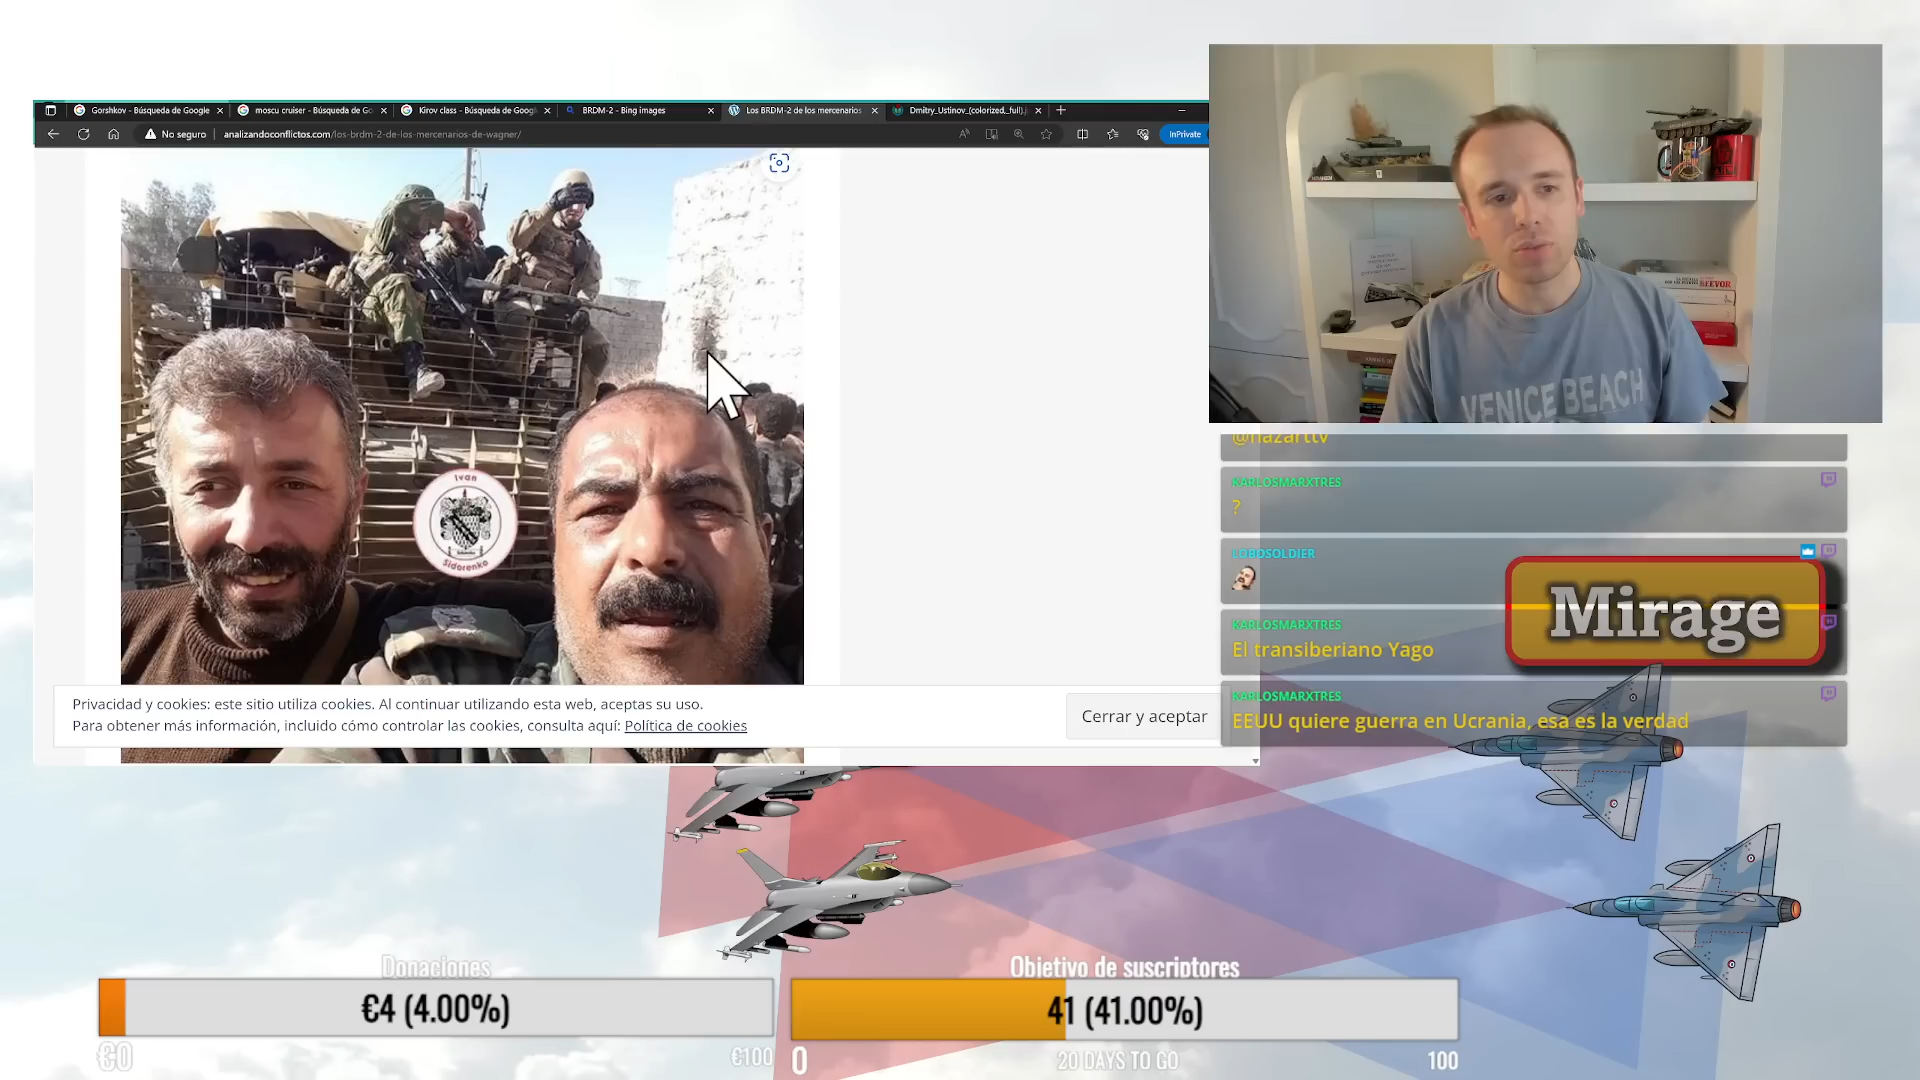 Gorshkov - Búsqueda de Google
moscu cruiser - Búsqueda de Go
Kirov class - Búsqueda de Googl
BRDM-2 - Bing images
Los BRDM-2 de los mercenarios
Dmitry_Ustinov_(colorized,_full).j
No seguro
analizandoconflictos.com/los-brdm-2-de-los-mercenarios-de-wagner/
InPrivate
Ivan
Sidorenko
Privacidad y cookies: este sitio utiliza cookies. Al continuar utilizando esta web, aceptas su uso.
Para obtener más información, incluido cómo controlar las cookies, consulta aquí: Política de cookies
Cerrar y aceptar
BEEVOR
VENICE BEACH
@nazarttv
KARLOSMARXTRES
?
LOBOSOLDIER
KARLOSMARXTRES
El transiberiano Yago
Mirage
KARLOSMARXTRES
EEUU quiere guerra en Ucrania, esa es la verdad
Donaciones
€4 (4.00%)
€0
€100
Objetivo de suscriptores
41 (41.00%)
0
20 DAYS TO GO
100